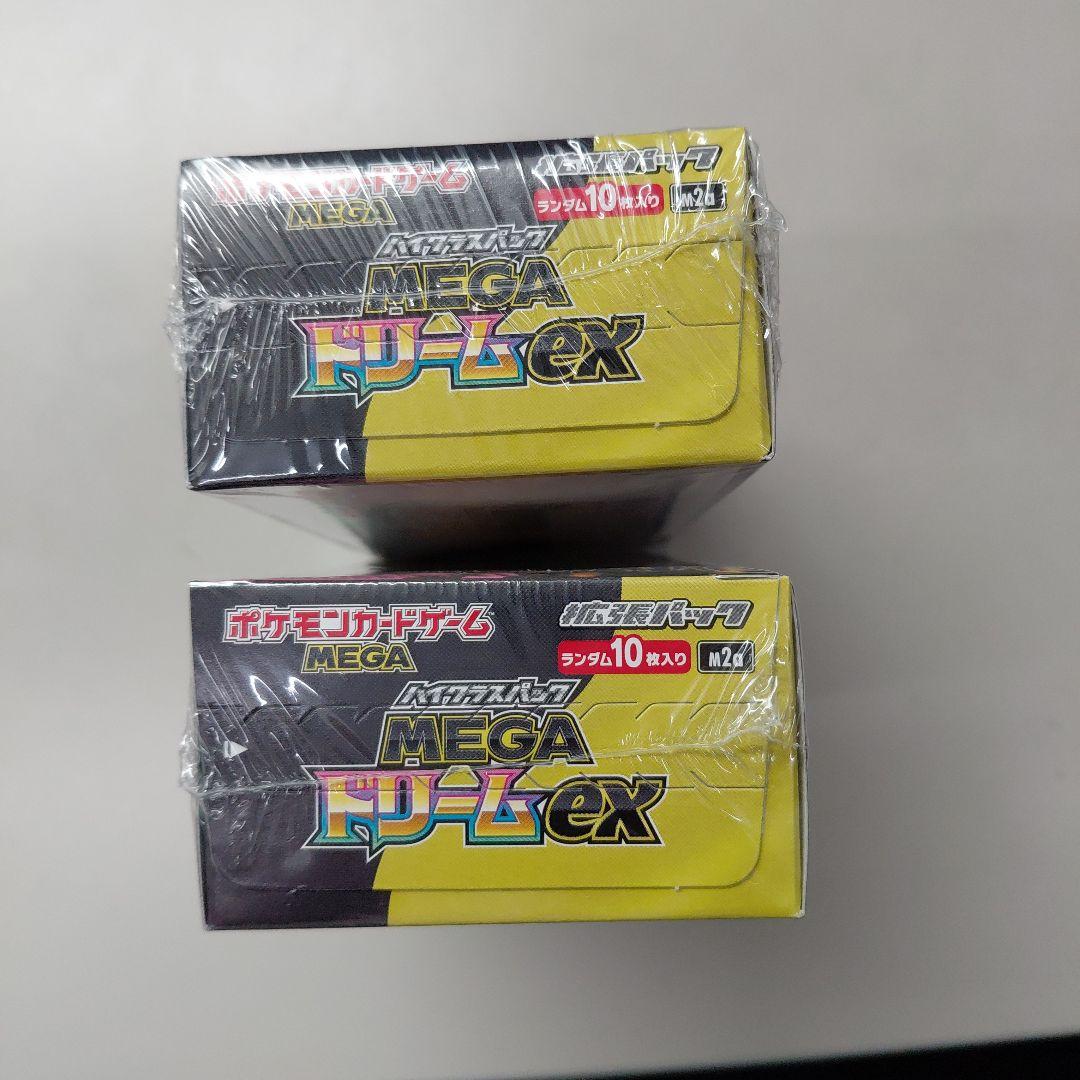 ポケモンカードゲーム
MEGA
拡張パック
ランダム10枚入り M2a
ハイクラスパック
MEGA
ドリームex
ポケモンカードゲーム
MEGA
拡張パック
ランダム10枚入り M2a
ハイクラスパック
MEGA
ドリームex